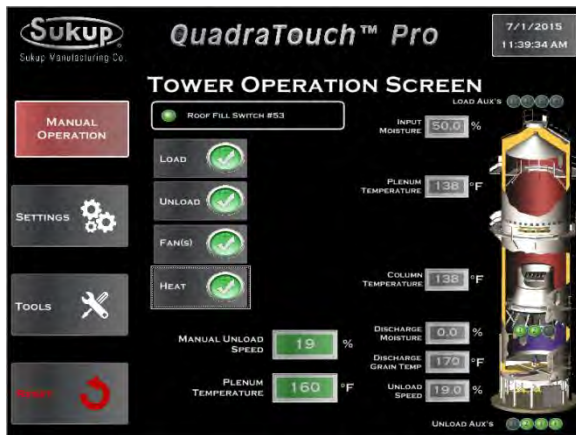 Sukup®
Sukup Manufacturing Co.
QuadraTouch™ Pro
7/1/2015
11:39:34 AM
TOWER OPERATION SCREEN
LOAD AUX'S
MANUAL
OPERATION
ROOF FILL SWITCH #53
INPUT
MOISTURE
50.0 %
LOAD
PLENUM
TEMPERATURE
138 °F
UNLOAD
SETTINGS
FAN(S)
HEAT
COLUMN
TEMPERATURE
138 °F
TOOLS
MANUAL UNLOAD
SPEED
19 %
DISCHARGE
MOISTURE
0.0 %
DISCHARGE
GRAIN TEMP
170 °F
PLENUM
TEMPERATURE
160 °F
UNLOAD
SPEED
19.0 %
RESET
UNLOAD AUX'S